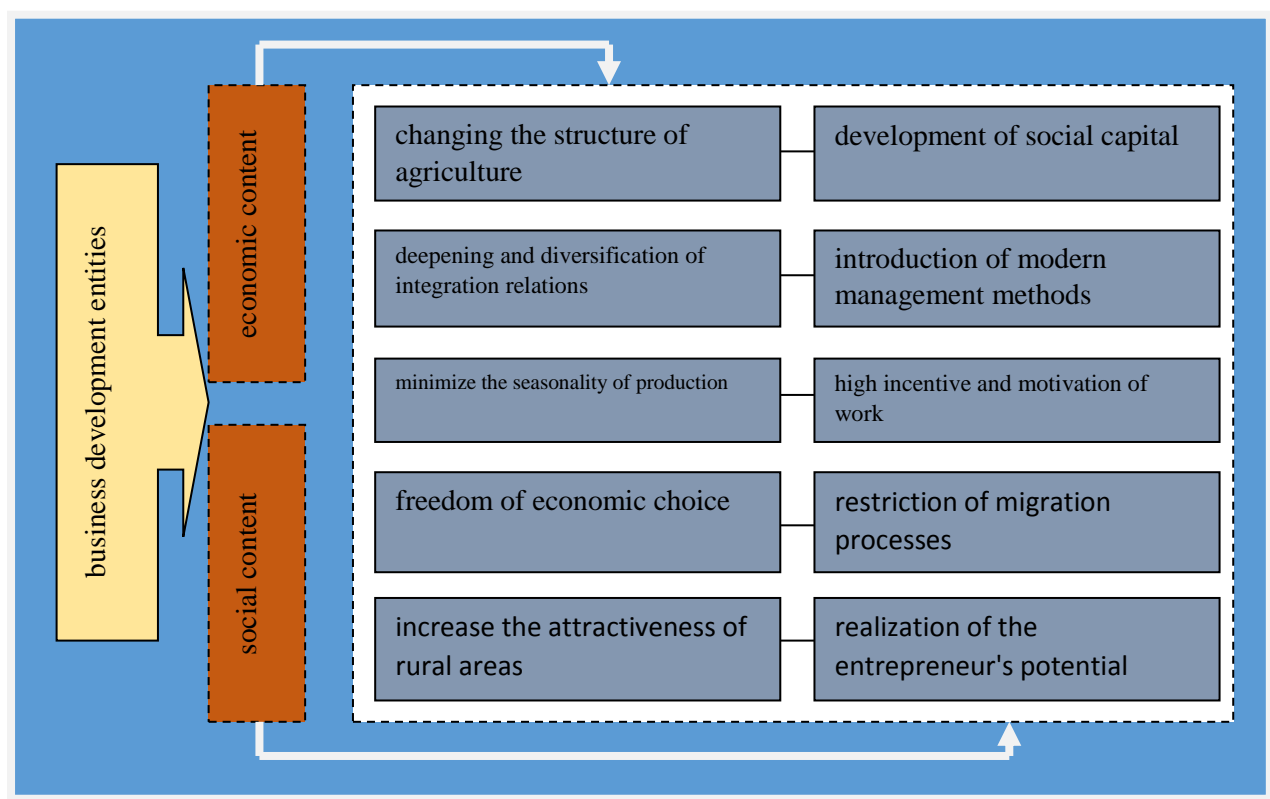 business development entities
economic content
social content
changing the structure of
agriculture
development of social capital
deepening and diversification of
integration relations
introduction of modern
management methods
minimize the seasonality of production
high incentive and motivation of
work
freedom of economic choice
restriction of migration
processes
increase the attractiveness of
rural areas
realization of the
entrepreneur's potential